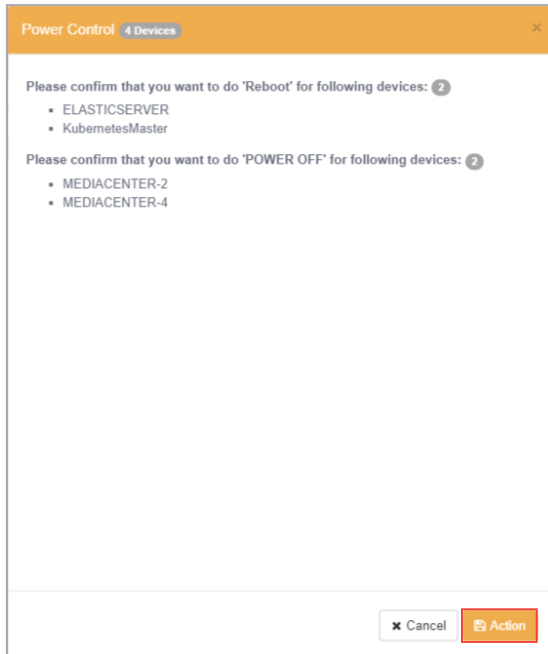 Power Control 4 Devices ×
Please confirm that you want to do 'Reboot' for following devices: 2
▪ ELASTICSERVER
▪ KubernetesMaster
Please confirm that you want to do 'POWER OFF' for following devices: 2
▪ MEDIACENTER-2
▪ MEDIACENTER-4
✖ Cancel Action